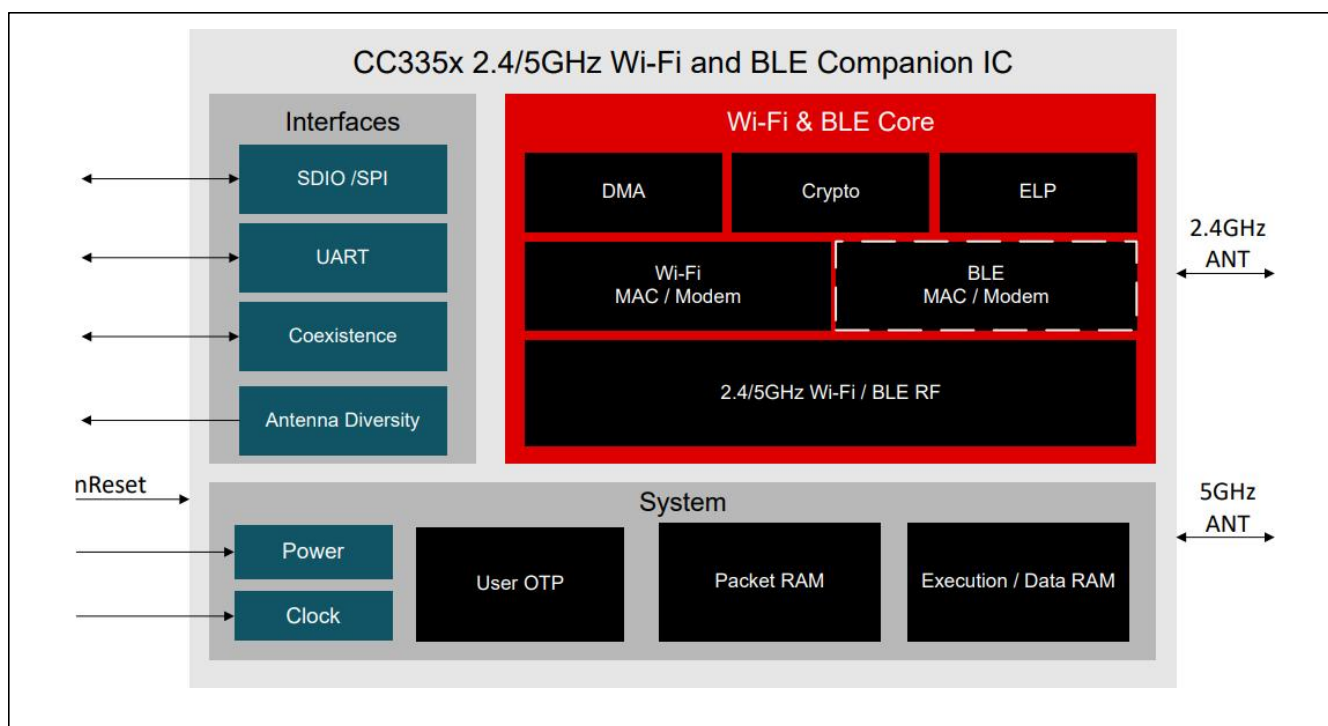 CC335x 2.4/5GHz Wi-Fi and BLE Companion IC
Interfaces
SDIO /SPI
UART
Coexistence
Antenna Diversity
Wi-Fi & BLE Core
DMA
Crypto
ELP
Wi-Fi
MAC / Modem
BLE
MAC / Modem
2.4/5GHz Wi-Fi / BLE RF
2.4GHz
ANT
nReset
System
Power
Clock
User OTP
Packet RAM
Execution / Data RAM
5GHz
ANT